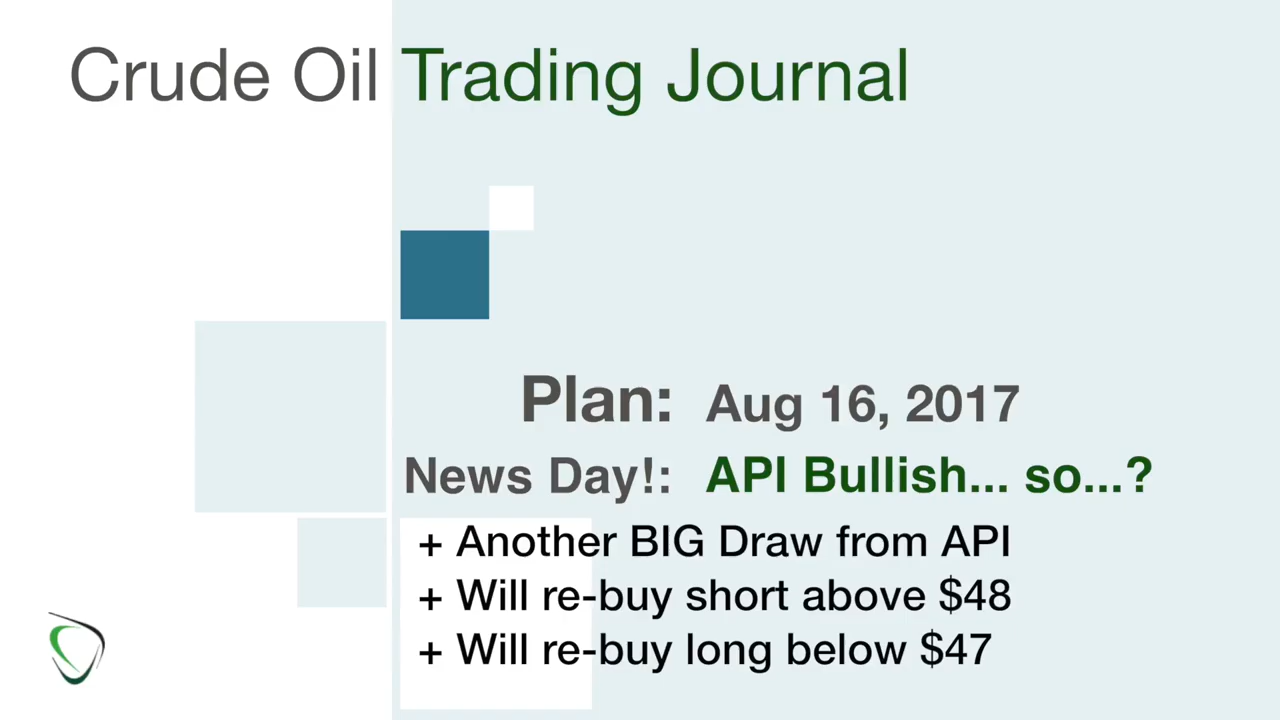 Crude Oil Trading Journal
Plan: Aug 16, 2017
News Day!: API Bullish... so...?
+ Another BIG Draw from API
+ Will re-buy short above $48
+ Will re-buy long below $47